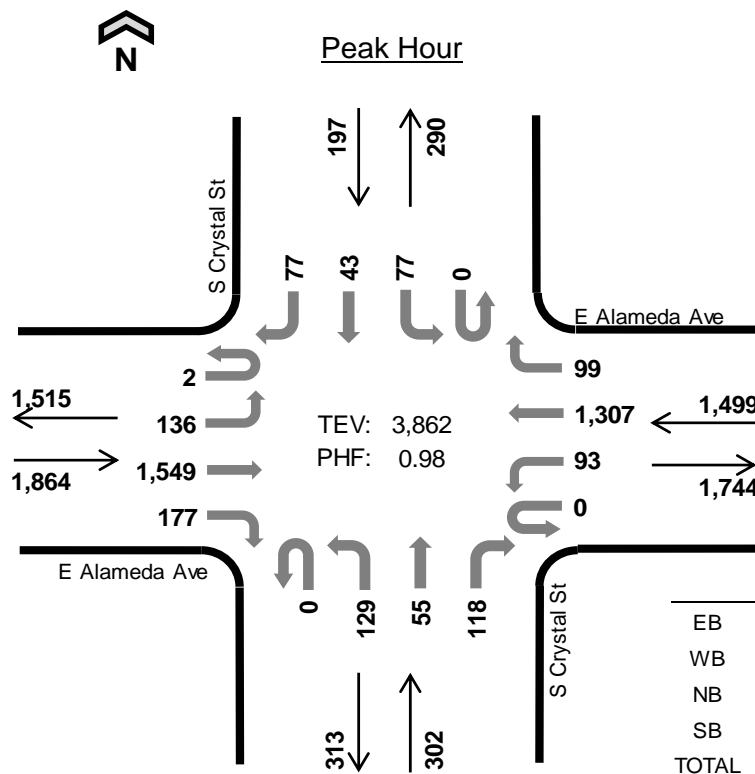 N
Peak Hour
197
290
S Crystal St
77
43
77
0
E Alameda Ave
2
99
1,515
136
TEV: 3,862
1,307
1,499
1,864
1,549
PHF: 0.98
93
1,744
177
0
E Alameda Ave
0
129
55
118
S Crystal St
313
302
EB
WB
NB
SB
TOTAL